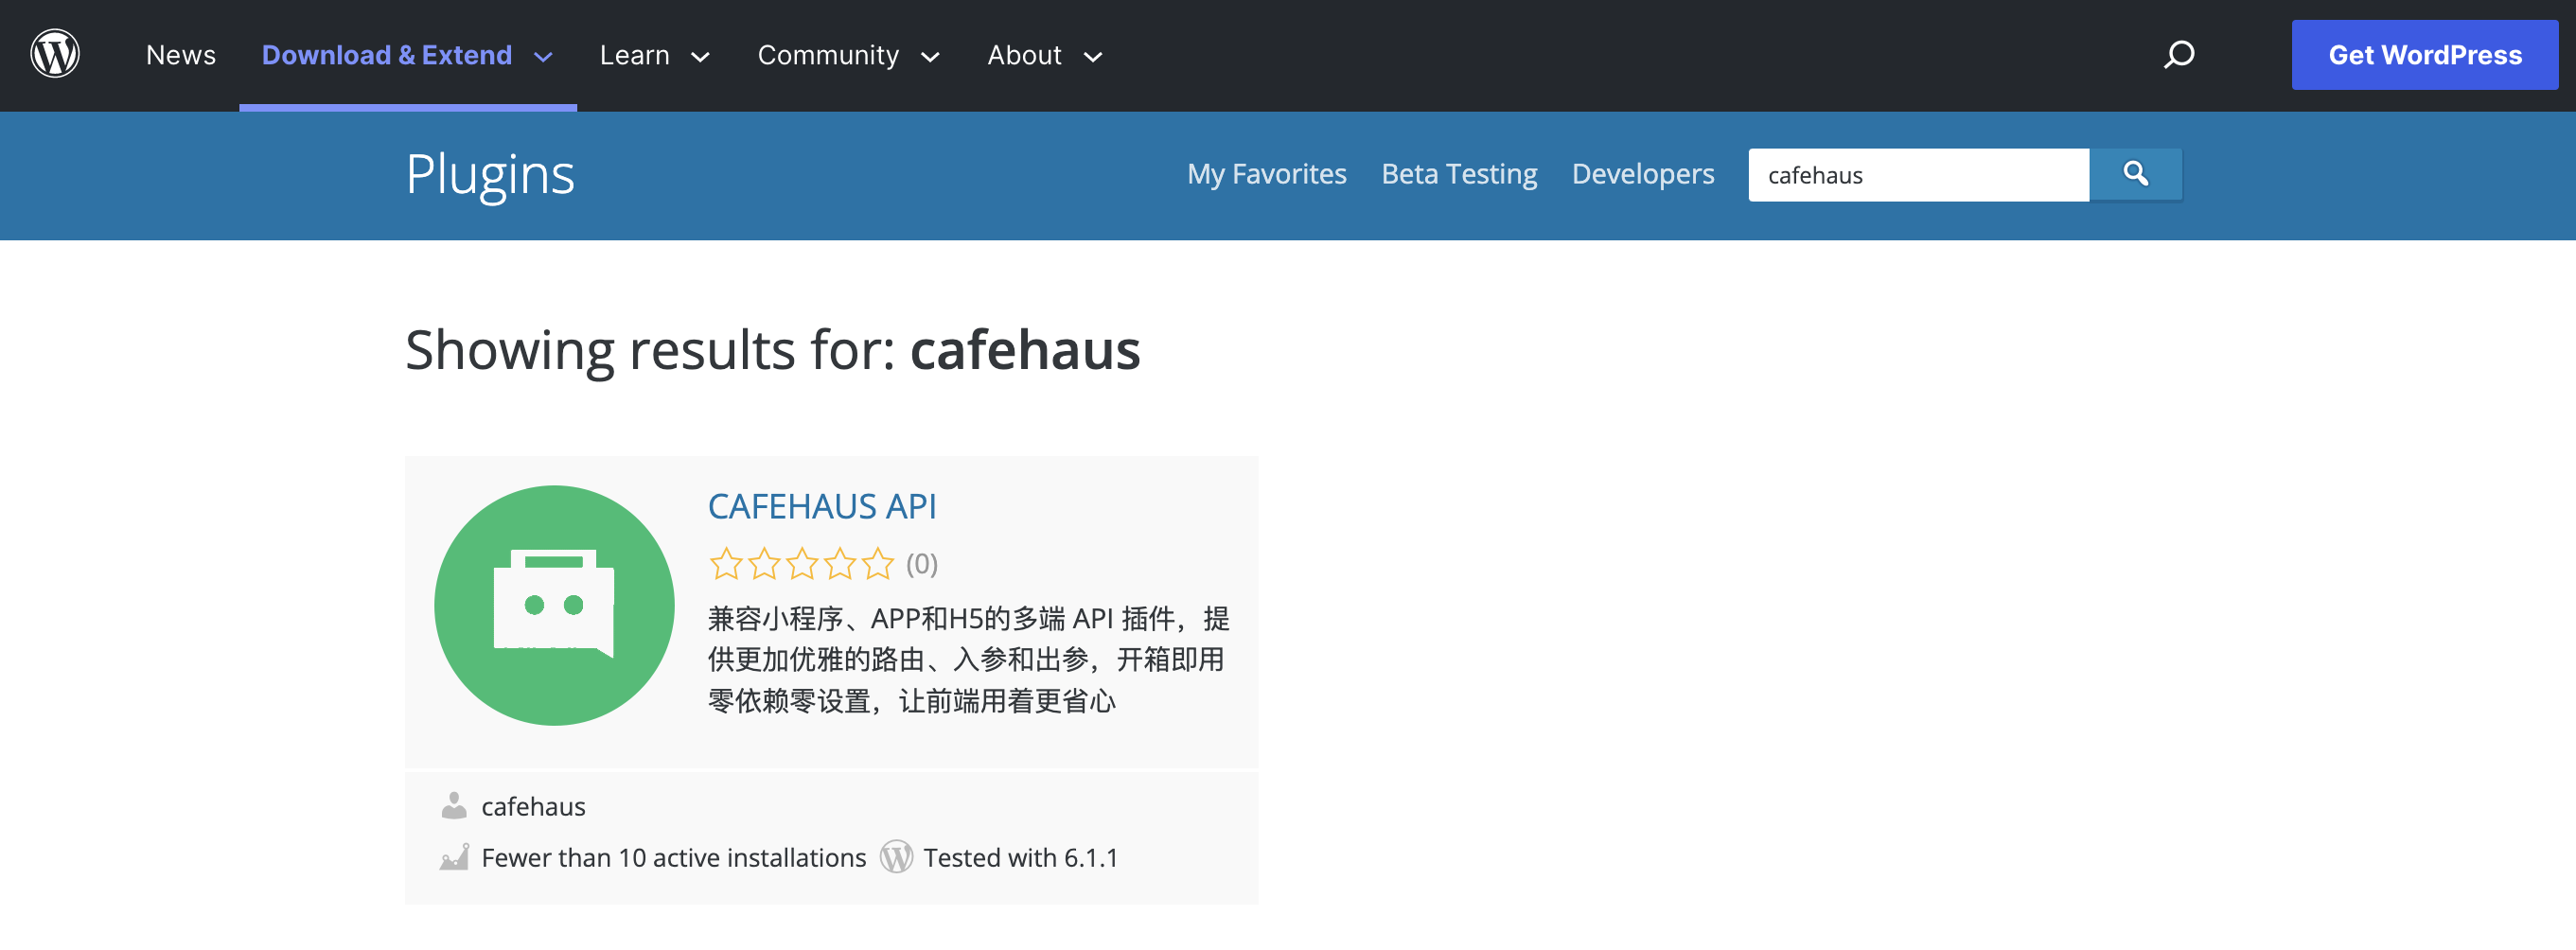 News Download & Extend Learn Community About Get WordPress
Plugins My Favorites Beta Testing Developers cafehaus
Showing results for: cafehaus
CAFEHAUS API
(0)
兼容小程序、APP和H5的多端 API 插件，提
供更加优雅的路由、入参和出参，开箱即用
零依赖零设置，让前端用着更省心
cafehaus
Fewer than 10 active installations Tested with 6.1.1